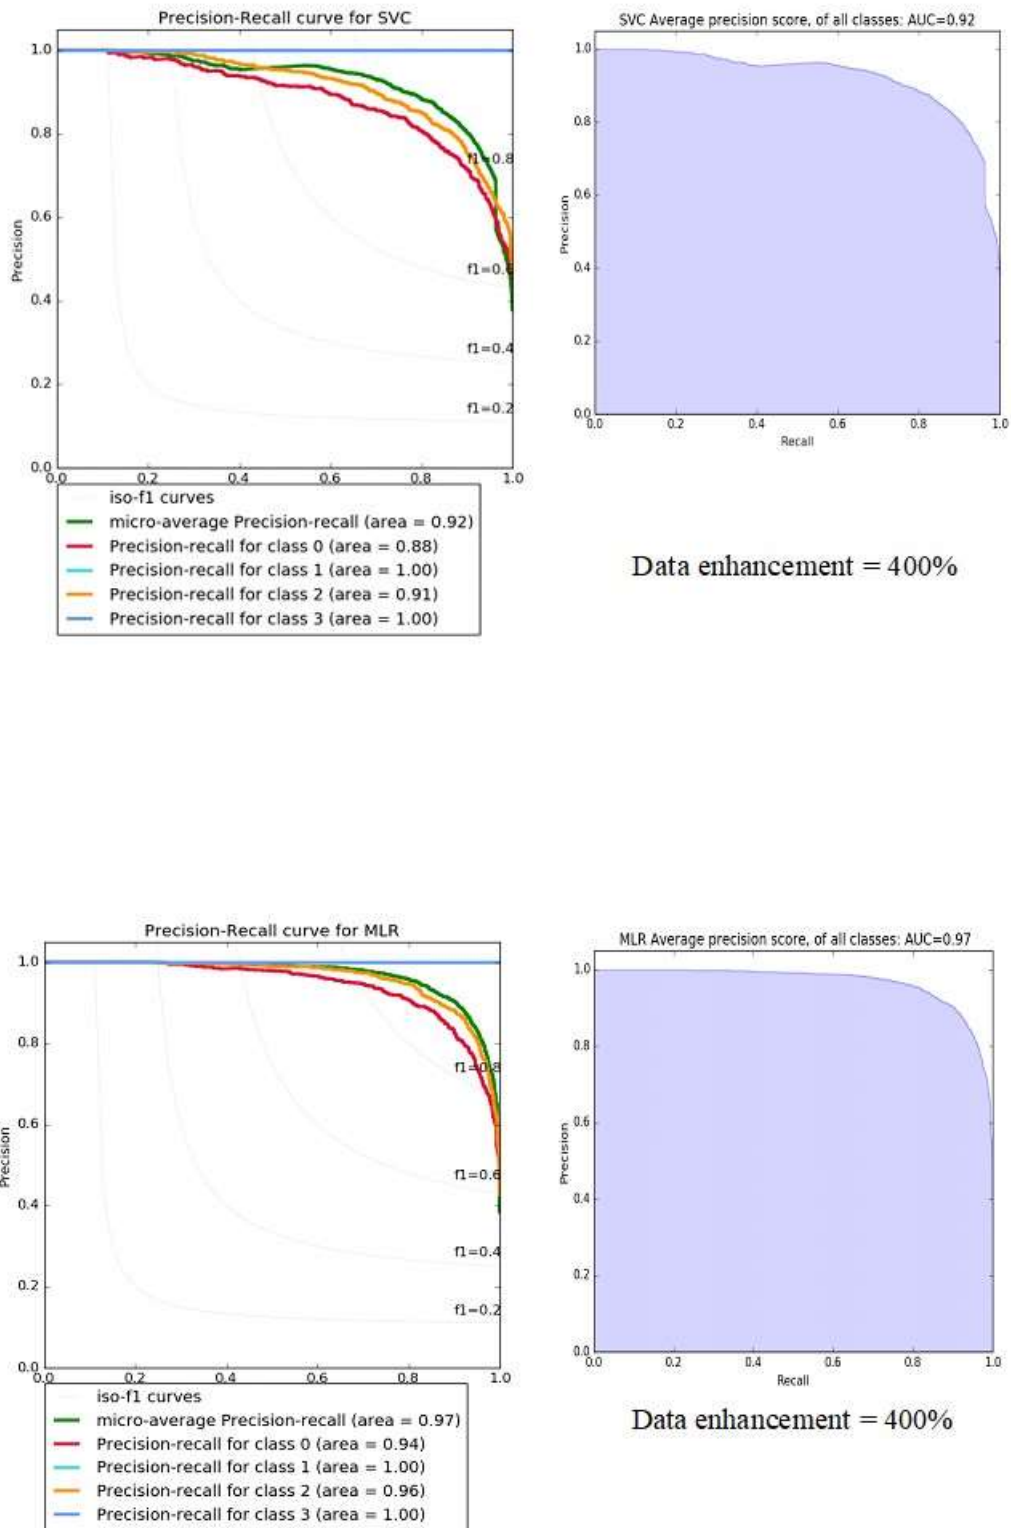 Precision-Recall curve for SVC
1.0
0.8
0.6
0.4
0.2
0.0
Precision
f1=0.8
f1=0.6
f1=0.4
f1=0.2
0.0 0.2 0.4 0.6 0.8 1.0
iso-f1 curves
micro-average Precision-recall (area = 0.92)
Precision-recall for class 0 (area = 0.88)
Precision-recall for class 1 (area = 1.00)
Precision-recall for class 2 (area = 0.91)
Precision-recall for class 3 (area = 1.00)
SVC Average precision score, of all classes: AUC=0.92
1.0
0.8
0.6
0.4
0.2
0.0
Precision
0.0 0.2 0.4 0.6 0.8 1.0
Recall
Data enhancement = 400%
Precision-Recall curve for MLR
1.0
0.8
0.6
0.4
0.2
0.0
Precision
f1=0.8
f1=0.6
f1=0.4
f1=0.2
0.0 0.2 0.4 0.6 0.8 1.0
iso-f1 curves
micro-average Precision-recall (area = 0.97)
Precision-recall for class 0 (area = 0.94)
Precision-recall for class 1 (area = 1.00)
Precision-recall for class 2 (area = 0.96)
Precision-recall for class 3 (area = 1.00)
MLR Average precision score, of all classes: AUC=0.97
1.0
0.8
0.6
0.4
0.2
0.0
Precision
0.0 0.2 0.4 0.6 0.8 1.0
Recall
Data enhancement = 400%